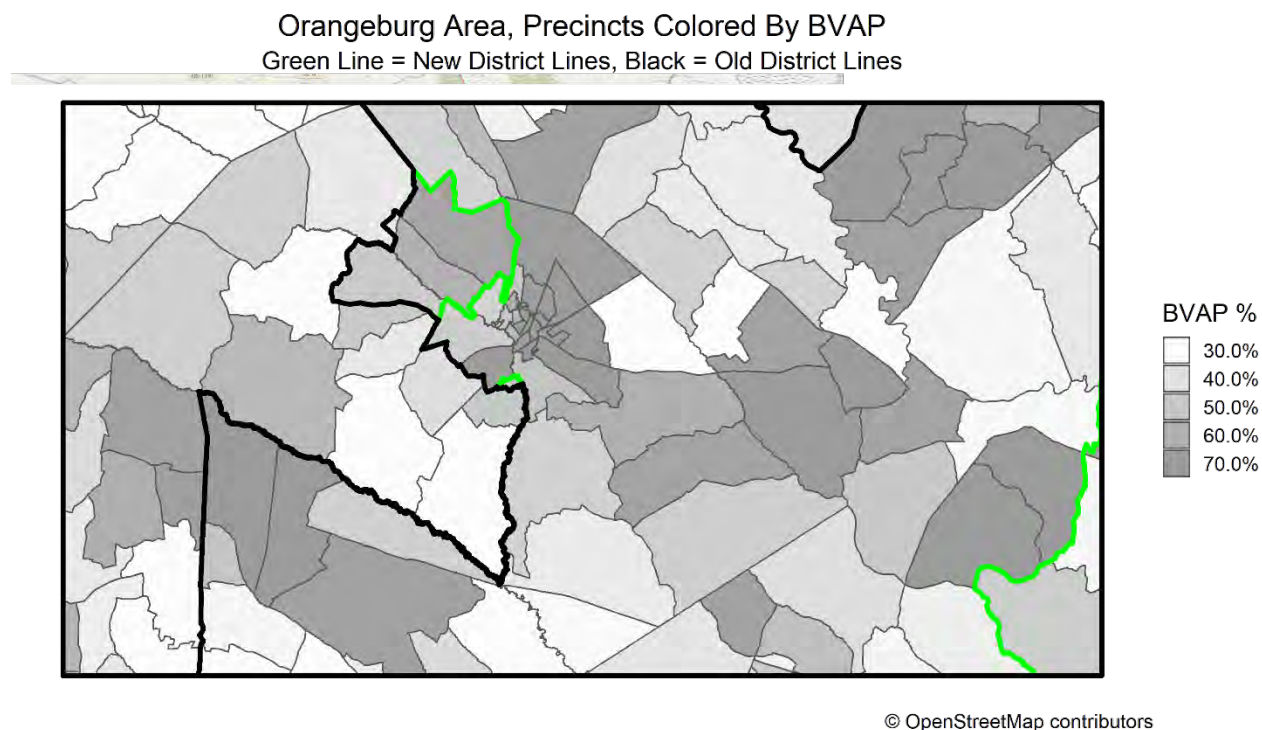 Orangeburg Area, Precincts Colored By BVAP
Green Line = New District Lines, Black = Old District Lines
BVAP %
30.0%
40.0%
50.0%
60.0%
70.0%
© OpenStreetMap contributors